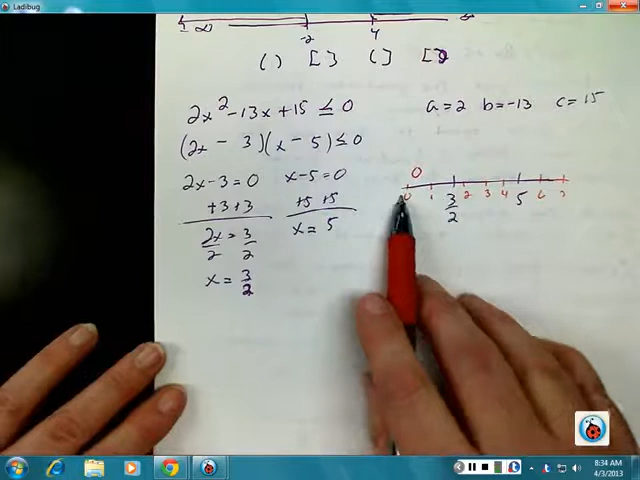 Ladibug
-∞ ∞
-2 4
( ) [ ] ( ] [
2x² -13x +15 ≤ 0 a = 2 b = -13 c = 15
(2x - 3)(x - 5) ≤ 0
2x - 3 = 0 x - 5 = 0
0
+3 +3 +5 +5
0 1 3/2 2 3 4 5 6 7
2x/2 = 3/2 x = 5
x = 3/2
8:34 AM
4/3/2013